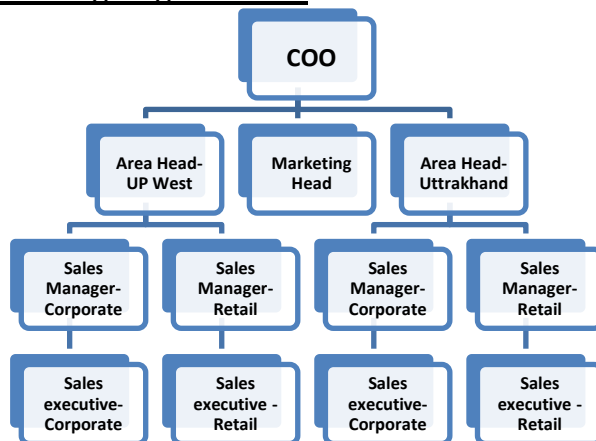 COO
Area Head-
UP West
Marketing
Head
Area Head-
Uttrakhand
Sales
Manager-
Corporate
Sales
Manager-
Retail
Sales
Manager-
Corporate
Sales
Manager-
Retail
Sales
executive-
Corporate
Sales
executive -
Retail
Sales
executive-
Corporate
Sales
executive -
Retail